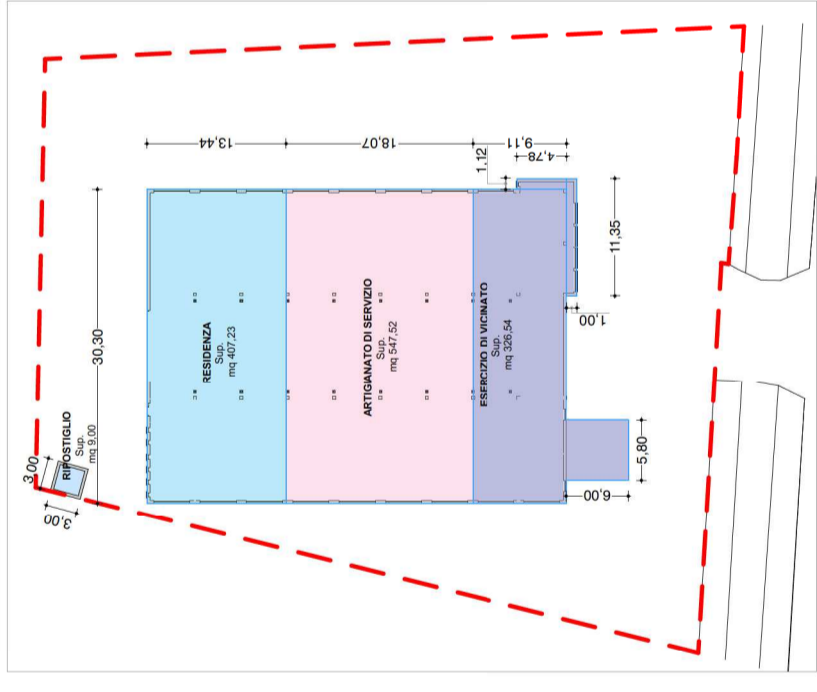 13,44
18,07
9,11
4,78
1,12
11,35
1,00
30,30
RESIDENZA
Sup.
mq 407,23
ARTIGIANATO DI SERVIZIO
Sup.
mq 547,52
ESERCIZIO DI VICINATO
Sup.
mq 326,54
RIPOSTIGLIO
Sup.
mq 9,00
3,00
3,00
5,80
6,00